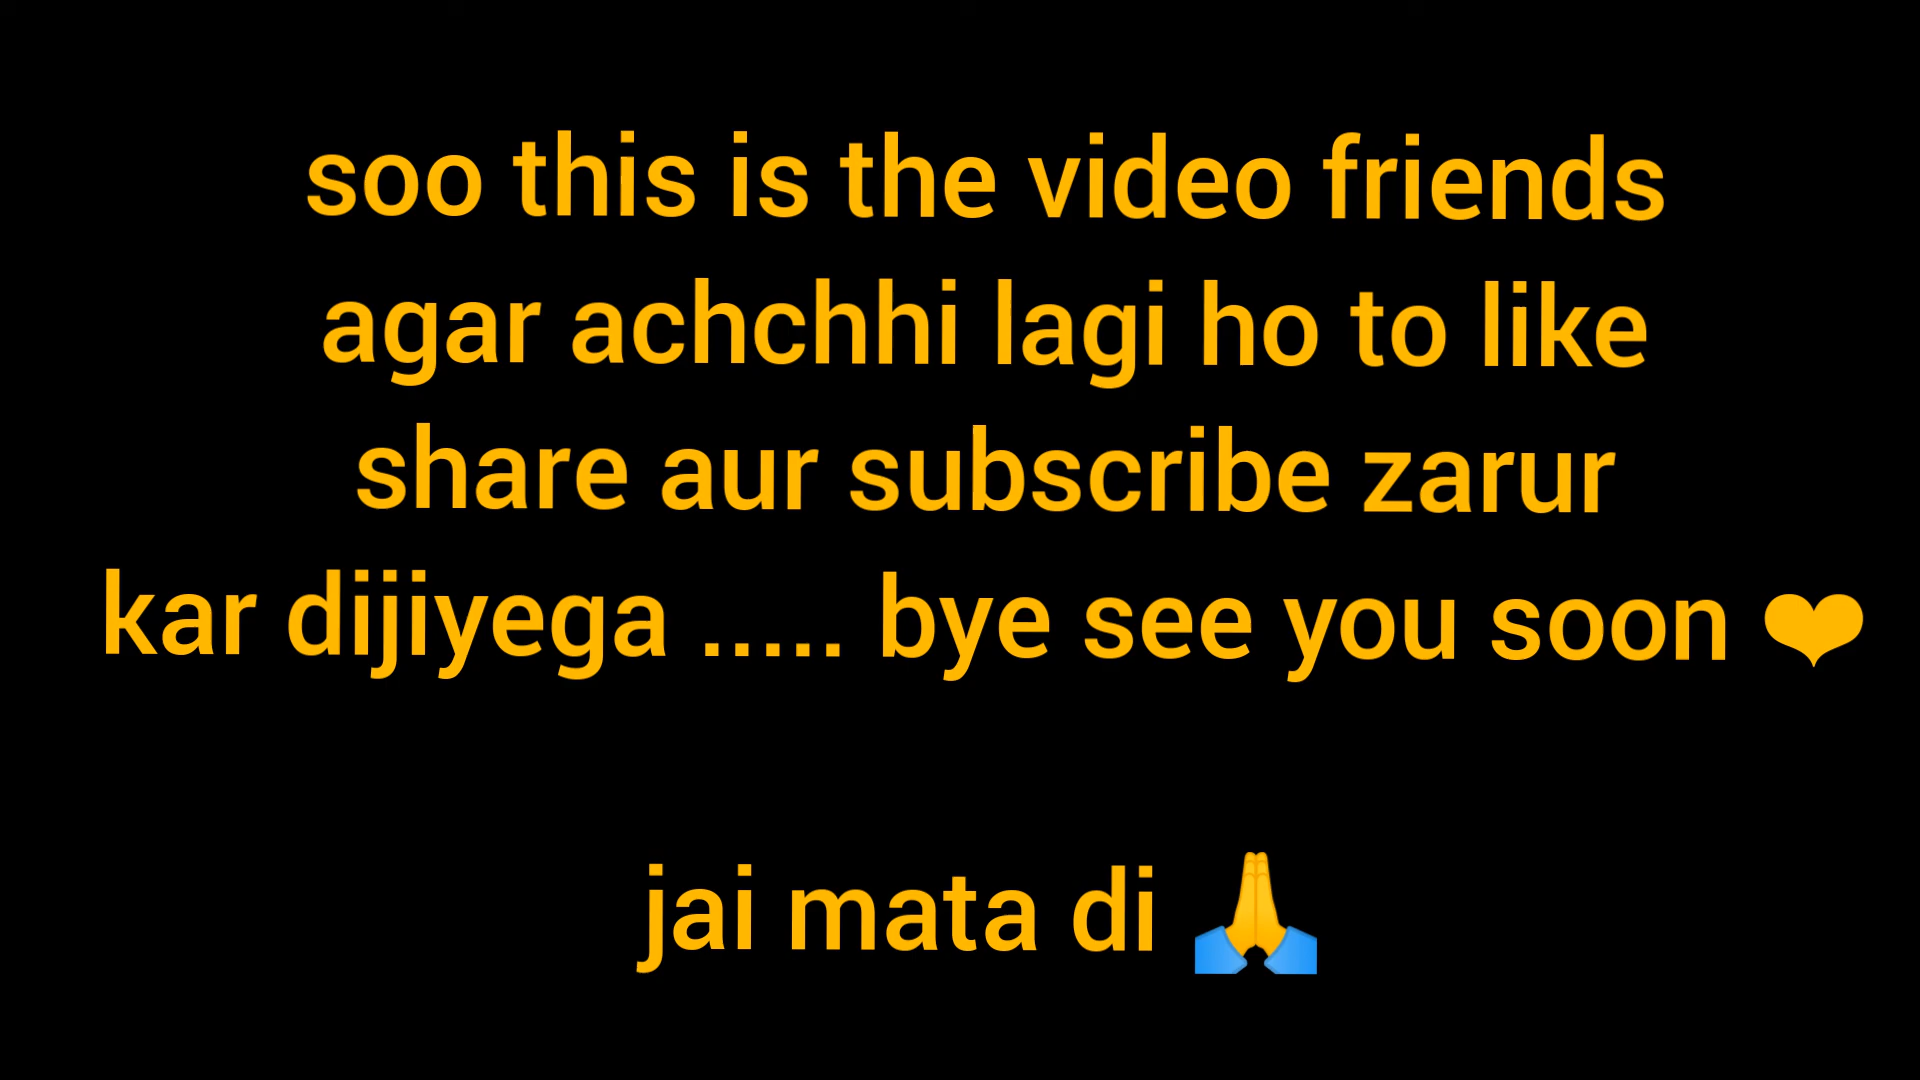 soo this is the video friends
agar achchhi lagi ho to like
share aur subscribe zarur
kar dijiyega ..... bye see you soon ❤
jai mata di 🙏